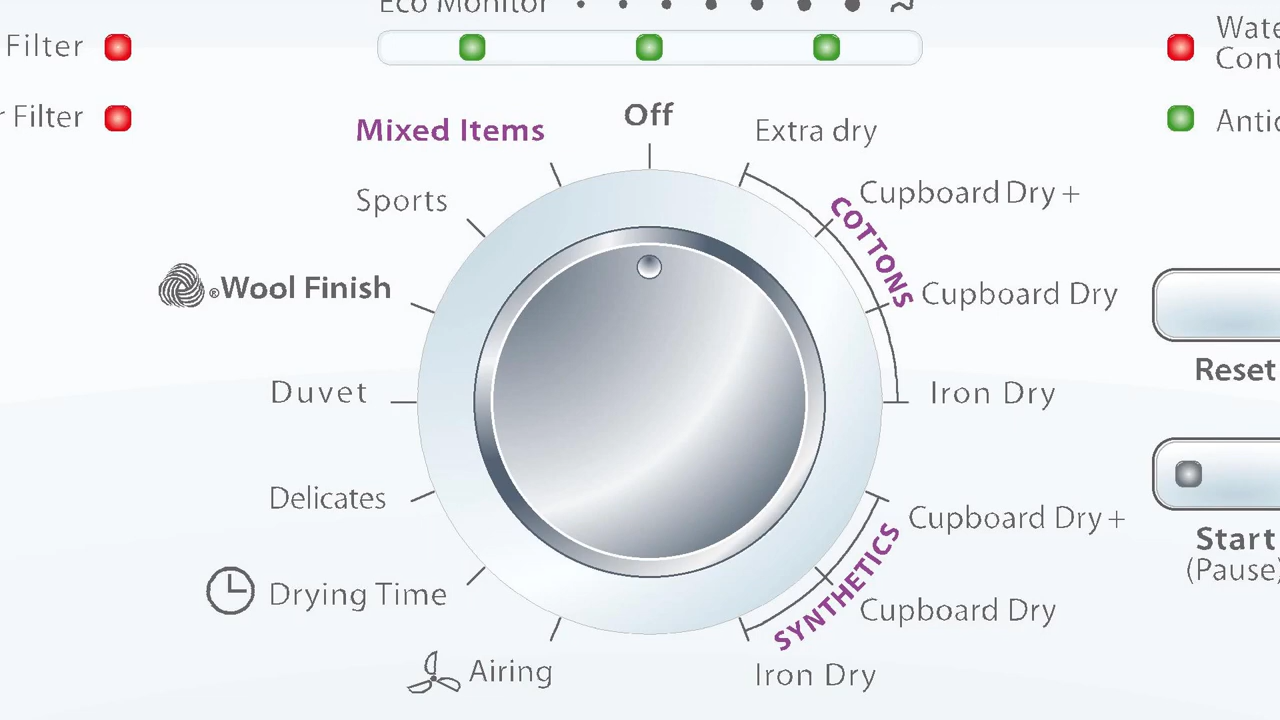 Eco Monitor
Filter
Filter
Mixed Items
Off
Extra dry
Sports
Cupboard Dry +
COTTONS
® Wool Finish
Cupboard Dry
Duvet
Iron Dry
Delicates
Cupboard Dry +
SYNTHETICS
Drying Time
Cupboard Dry
Airing
Iron Dry
Reset
Start
(Pause)